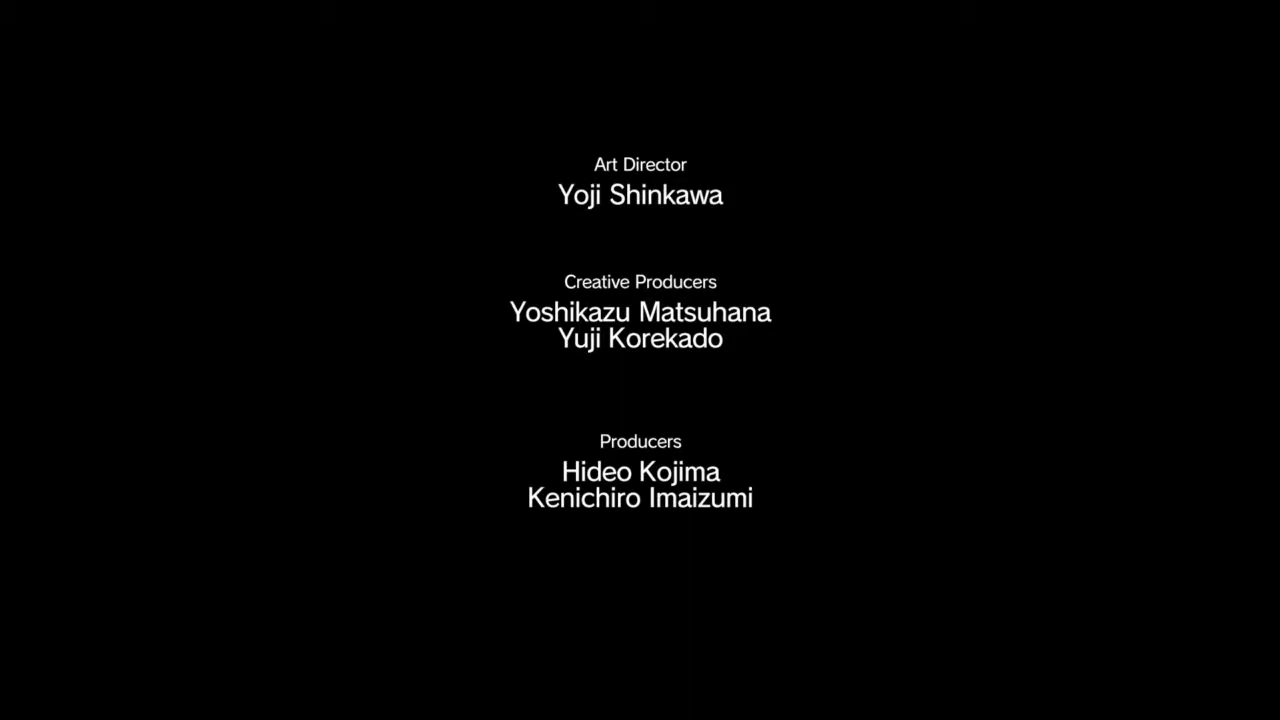 Art Director
Yoji Shinkawa
Creative Producers
Yoshikazu Matsuhana
Yuji Korekado
Producers
Hideo Kojima
Kenichiro Imaizumi